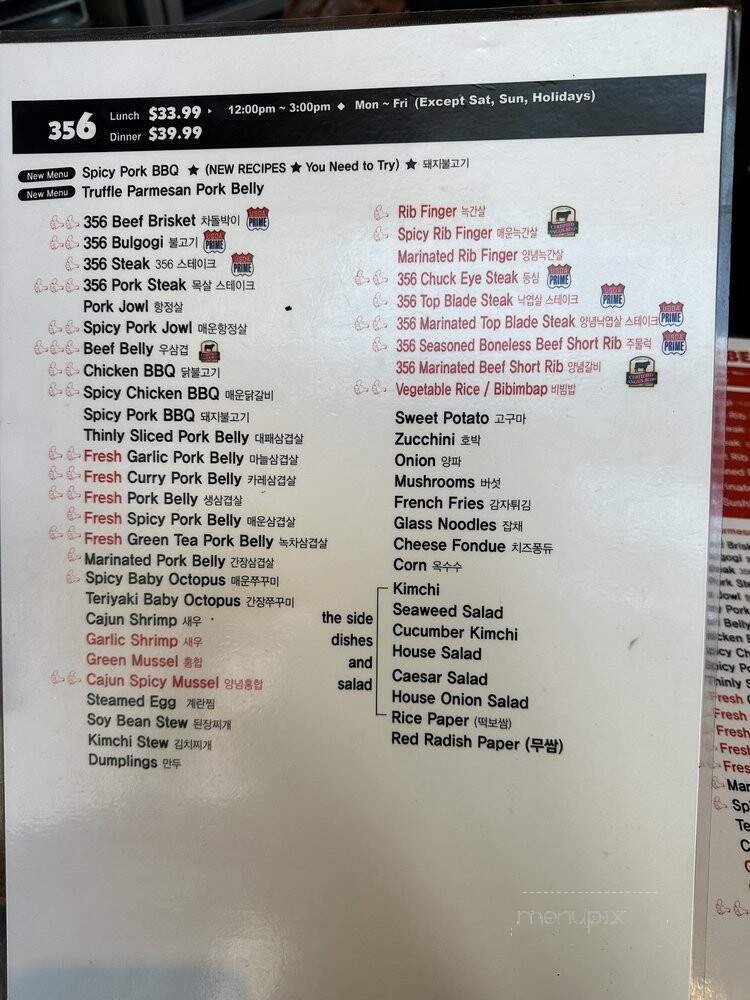 356 Lunch $33.99 12:00pm ~ 3:00pm ◆ Mon ~ Fri (Except Sat, Sun, Holidays)
Dinner $39.99
New Menu Spicy Pork BBQ ★ (NEW RECIPES ★ You Need to Try) ★ 돼지불고기
New Menu Truffle Parmesan Pork Belly
356 Beef Brisket 차돌박이 USDA PRIME
356 Bulgogi 불고기 USDA PRIME
356 Steak 356 스테이크 USDA PRIME
356 Pork Steak 목살 스테이크
Pork Jowl 항정살
Spicy Pork Jowl 매운항정살
Beef Belly 우삼겹
Chicken BBQ 닭불고기
Spicy Chicken BBQ 매운닭갈비
Spicy Pork BBQ 돼지불고기
Thinly Sliced Pork Belly 대패삼겹살
Fresh Garlic Pork Belly 마늘삼겹살
Fresh Curry Pork Belly 카레삼겹살
Fresh Pork Belly 생삼겹살
Fresh Spicy Pork Belly 매운삼겹살
Fresh Green Tea Pork Belly 녹차삼겹살
Marinated Pork Belly 간장삼겹살
Spicy Baby Octopus 매운쭈꾸미
Teriyaki Baby Octopus 간장쭈꾸미
Cajun Shrimp 새우
Garlic Shrimp 새우
Green Mussel 홍합
Cajun Spicy Mussel 양념홍합
Steamed Egg 계란찜
Soy Bean Stew 된장찌개
Kimchi Stew 김치찌개
Dumplings 만두
Rib Finger 늑간살
Spicy Rib Finger 매운늑간살
Marinated Rib Finger 양념늑간살
356 Chuck Eye Steak 등심 USDA PRIME
356 Top Blade Steak 낙엽살 스테이크 USDA PRIME
356 Marinated Top Blade Steak 양념낙엽살 스테이크 USDA PRIME
356 Seasoned Boneless Beef Short Rib 주물럭 USDA PRIME
356 Marinated Beef Short Rib 양념갈비
Vegetable Rice / Bibimbap 비빔밥
Sweet Potato 고구마
Zucchini 호박
Onion 양파
Mushrooms 버섯
French Fries 감자튀김
Glass Noodles 잡채
Cheese Fondue 치즈퐁듀
Corn 옥수수
the side
dishes
and
salad
Kimchi
Seaweed Salad
Cucumber Kimchi
House Salad
Caesar Salad
House Onion Salad
Rice Paper (떡보쌈)
Red Radish Paper (무쌈)
menupix